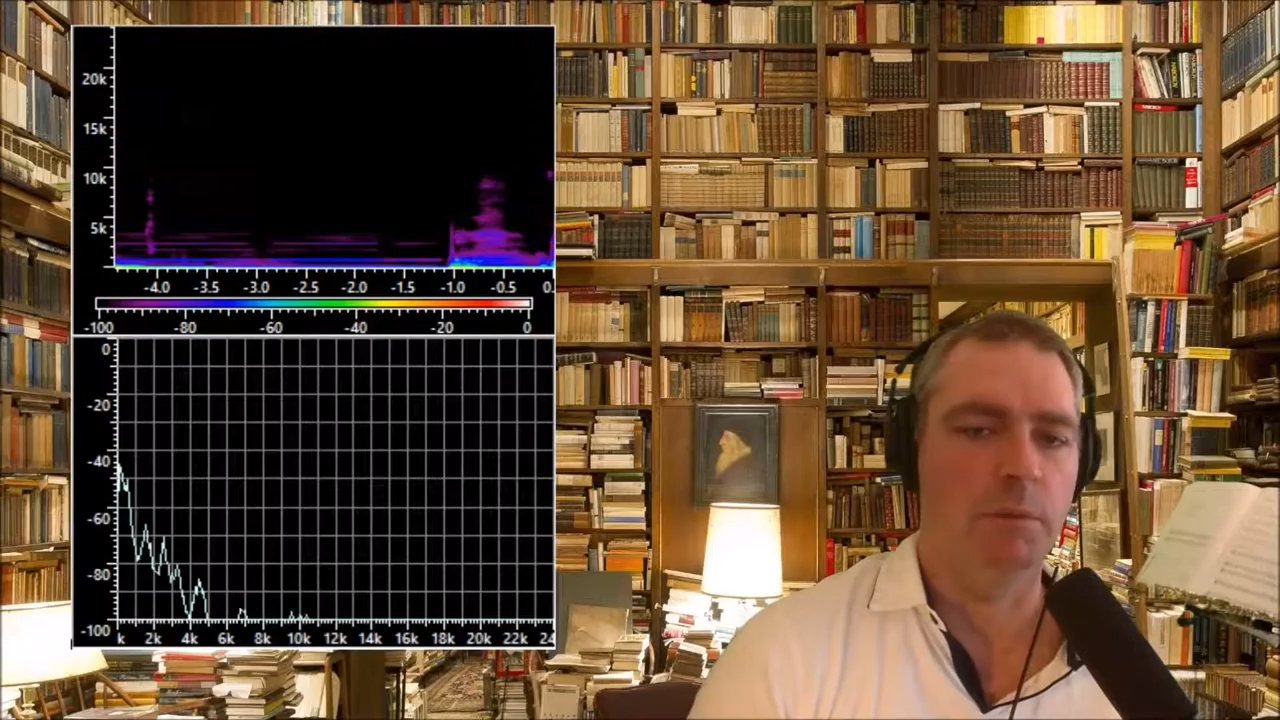 20k
15k
10k
5k
-4.0 -3.5 -3.0 -2.5 -2.0 -1.5 -1.0 -0.5 0.
-100 -80 -60 -40 -20 0
0
-20
-40
-60
-80
-100
k 2k 4k 6k 8k 10k 12k 14k 16k 18k 20k 22k 24